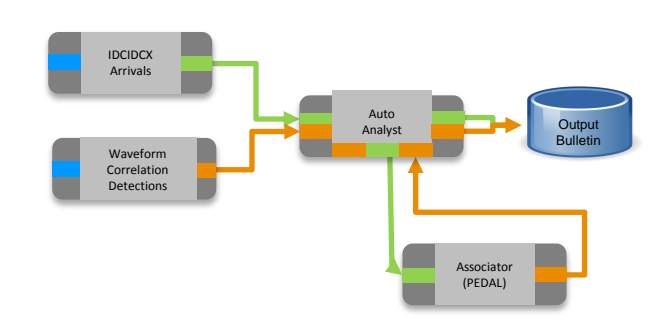 IDCIDCX
Arrivals
Auto
Analyst
Output
Bulletin
Waveform
Correlation
Detections
Associator
(PEDAL)